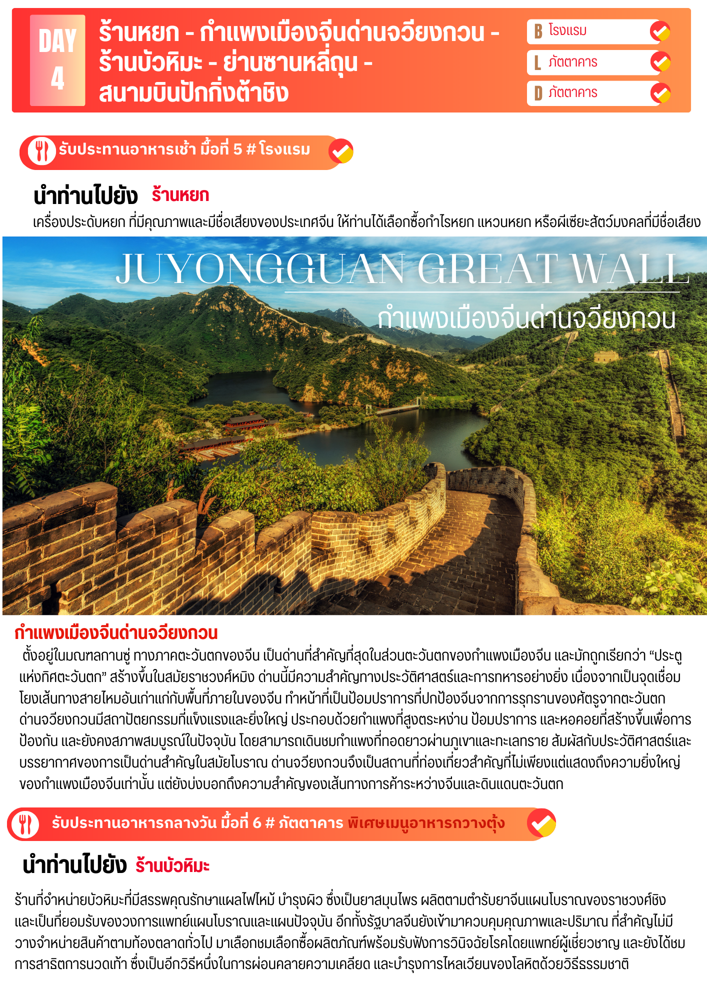 DAY
4
ร้านหยก - กำแพงเมืองจีนด่านจวียงกวน -
ร้านบัวหิมะ - ย่านซานหลี่ถุน -
สนามบินปักกิ่งต้าชิง
B โรงแรม
L ภัตตาคาร
D ภัตตาคาร
รับประทานอาหารเช้า มื้อที่ 5 # โรงแรม
นำท่านไปยัง ร้านหยก
เครื่องประดับหยก ที่มีคุณภาพและมีชื่อเสียงของประเทศจีน ให้ท่านได้เลือกซื้อกำไรหยก แหวนหยก หรือผีเซียะสัตว์มงคลที่มีชื่อเสียง
JUYONGGUAN GREAT WALL
กำแพงเมืองจีนด่านจวียงกวน
กำแพงเมืองจีนด่านจวียงกวน
ตั้งอยู่ในมณฑลกานซู่ ทางภาคตะวันตกของจีน เป็นด่านที่สำคัญที่สุดในส่วนตะวันตกของกำแพงเมืองจีน และมักถูกเรียกว่า “ประตู
แห่งทิศตะวันตก” สร้างขึ้นในสมัยราชวงศ์หมิง ด่านนี้มีความสำคัญทางประวัติศาสตร์และการทหารอย่างยิ่ง เนื่องจากเป็นจุดเชื่อม
โยงเส้นทางสายไหมอันเก่าแก่กับพื้นที่ภายในของจีน ทำหน้าที่เป็นป้อมปราการที่ปกป้องจีนจากการรุกรานของศัตรูจากตะวันตก
ด่านจวียงกวนมีสถาปัตยกรรมที่แข็งแรงและยิ่งใหญ่ ประกอบด้วยกำแพงที่สูงตระหง่าน ป้อมปราการ และหอคอยที่สร้างขึ้นเพื่อการ
ป้องกัน และยังคงสภาพสมบูรณ์ในปัจจุบัน โดยสามารถเดินชมกำแพงที่ทอดยาวผ่านภูเขาและทะเลทราย สัมผัสกับประวัติศาสตร์และ
บรรยากาศของการเป็นด่านสำคัญในสมัยโบราณ ด่านจวียงกวนจึงเป็นสถานที่ท่องเที่ยวสำคัญที่ไม่เพียงแต่แสดงถึงความยิ่งใหญ่
ของกำแพงเมืองจีนเท่านั้น แต่ยังบ่งบอกถึงความสำคัญของเส้นทางการค้าระหว่างจีนและดินแดนตะวันตก
รับประทานอาหารกลางวัน มื้อที่ 6 # ภัตตาคาร พิเศษเมนูอาหารกวางตุ้ง
นำท่านไปยัง ร้านบัวหิมะ
ร้านที่จำหน่ายบัวหิมะที่มีสรรพคุณรักษาแผลไฟไหม้ บำรุงผิว ซึ่งเป็นยาสมุนไพร ผลิตตามตำรับยาจีนแผนโบราณของราชวงศ์ชิง
และเป็นที่ยอมรับของวงการแพทย์แผนโบราณและแผนปัจจุบัน อีกทั้งรัฐบาลจีนยังเข้ามาควบคุมคุณภาพและปริมาณ ที่สำคัญไม่มี
วางจำหน่ายสินค้าตามท้องตลาดทั่วไป มาเลือกชมเลือกซื้อผลิตภัณฑ์พร้อมรับฟังการวินิจฉัยโรคโดยแพทย์ผู้เชี่ยวชาญ และยังได้ชม
การสาธิตการนวดเท้า ซึ่งเป็นอีกวิธีหนึ่งในการผ่อนคลายความเคลียด และบำรุงการไหลเวียนของโลหิตด้วยวิธีธรรมชาติ